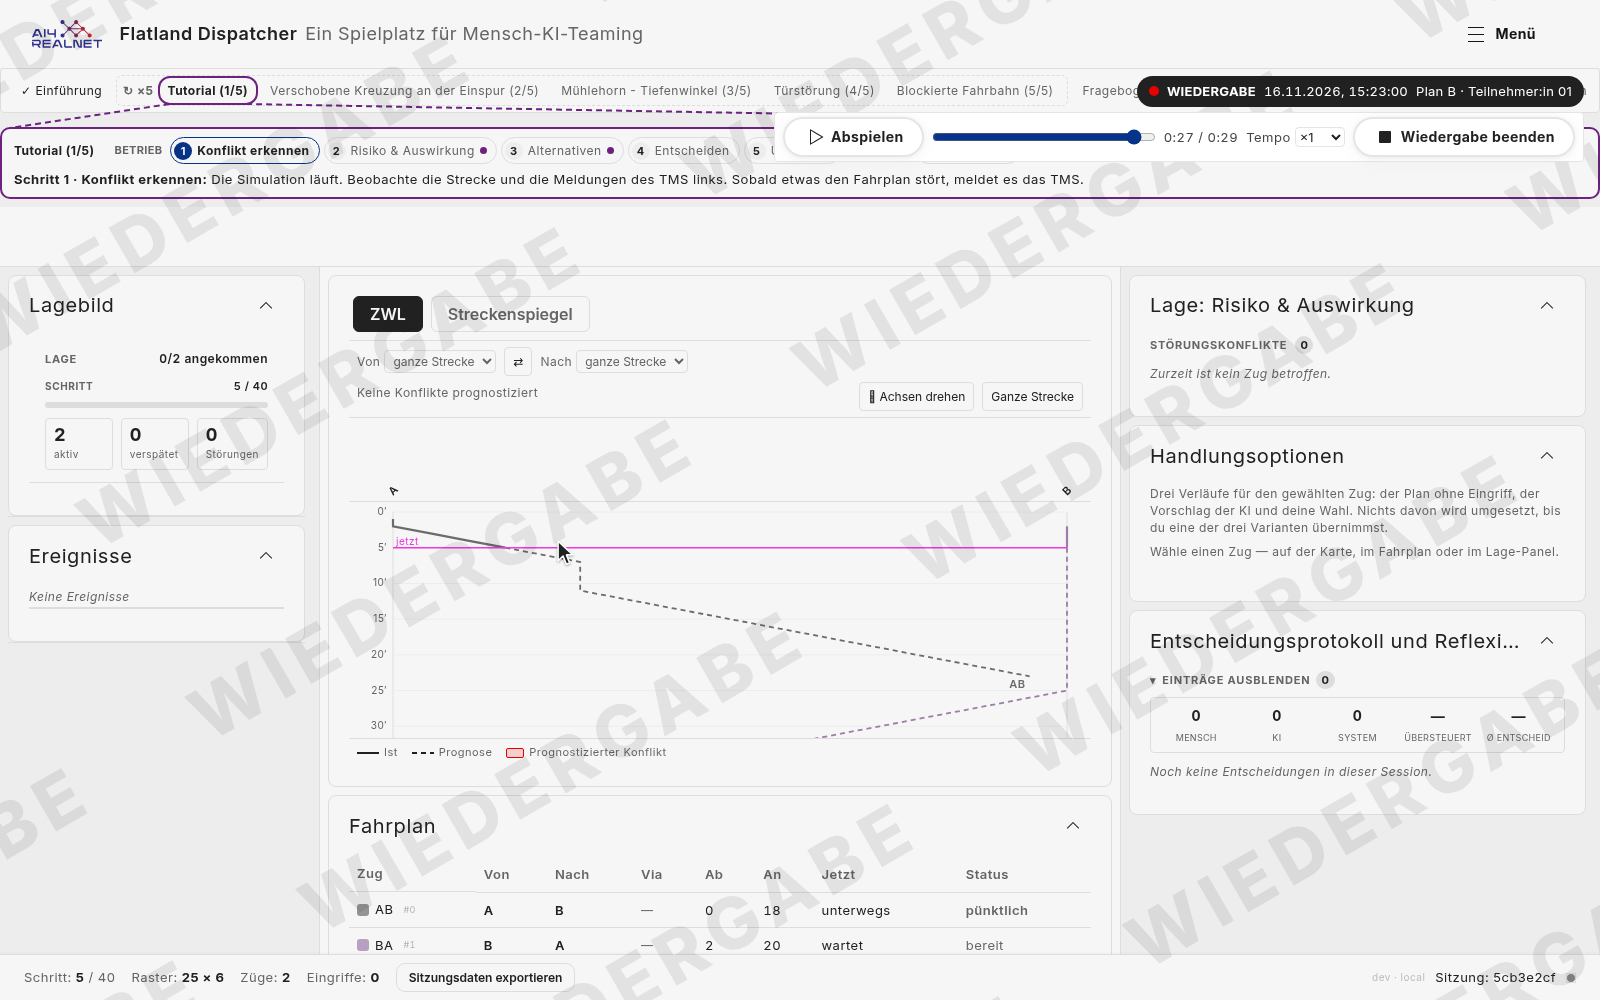 AI4 REALNET Flatland Dispatcher Ein Spielplatz für Mensch-KI-Teaming Menü
✓ Einführung ↻ ×5 Tutorial (1/5) Verschobene Kreuzung an der Einspur (2/5) Mühlehorn - Tiefenwinkel (3/5) Türstörung (4/5) Blockierte Fahrbahn (5/5)
WIEDERGABE 16.11.2026, 15:23:00 Plan B · Teilnehmer:in 01
Abspielen 0:27 / 0:29 Tempo ×1 Wiedergabe beenden
Tutorial (1/5) BETRIEB 1 Konflikt erkennen 2 Risiko & Auswirkung 3 Alternativen 4 Entscheiden 5
Schritt 1 · Konflikt erkennen: Die Simulation läuft. Beobachte die Strecke und die Meldungen des TMS links. Sobald etwas den Fahrplan stört, meldet es das TMS.
Lagebild
LAGE 0/2 angekommen
SCHRITT 5 / 40
2 0 0
aktiv verspätet Störungen
Ereignisse
Keine Ereignisse
ZWL Streckenspiegel
Von ganze Strecke ⇄ Nach ganze Strecke
Keine Konflikte prognostiziert
Achsen drehen Ganze Strecke
A B
0'
jetzt
5'
10'
15'
20'
AB
25'
30'
Ist Prognose Prognostizierter Konflikt
Fahrplan
Zug Von Nach Via Ab An Jetzt Status
AB #0 A B — 0 18 unterwegs pünktlich
BA #1 B A — 2 20 wartet bereit
Lage: Risiko & Auswirkung
STÖRUNGSKONFLIKTE 0
Zurzeit ist kein Zug betroffen.
Handlungsoptionen
Drei Verläufe für den gewählten Zug: der Plan ohne Eingriff, der
Vorschlag der KI und deine Wahl. Nichts davon wird umgesetzt, bis
du eine der drei Varianten übernimmst.
Wähle einen Zug — auf der Karte, im Fahrplan oder im Lage-Panel.
Entscheidungsprotokoll und Reflexi...
▾ EINTRÄGE AUSBLENDEN 0
0 0 0 — —
MENSCH KI SYSTEM ÜBERSTEUERT Ø ENTSCHEID
Noch keine Entscheidungen in dieser Session.
Schritt: 5 / 40 Raster: 25 × 6 Züge: 2 Eingriffe: 0 Sitzungsdaten exportieren dev · local Sitzung: 5cb3e2cf
WIEDERGABE